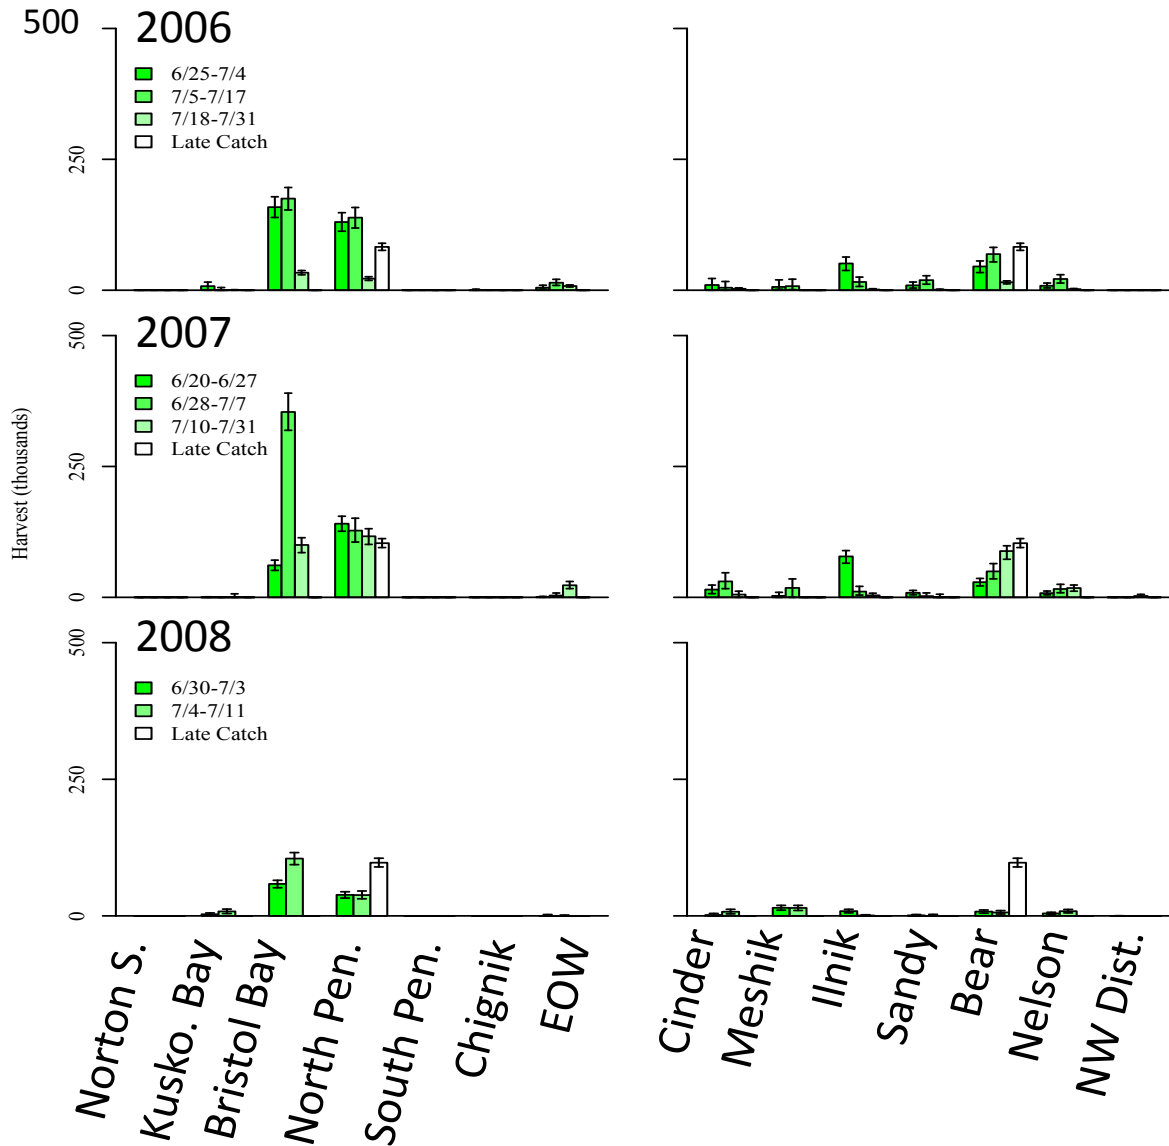 500
2006
6/25-7/4
7/5-7/17
7/18-7/31
Late Catch
250
0
2007
500
6/20-6/27
6/28-7/7
7/10-7/31
Late Catch
250
0
Harvest (thousands)
2008
500
6/30-7/3
7/4-7/11
Late Catch
250
0
Norton S.
Kusko. Bay
Bristol Bay
North Pen.
South Pen.
Chignik
EOW
Cinder
Meshik
Ilnik
Sandy
Bear
Nelson
NW Dist.